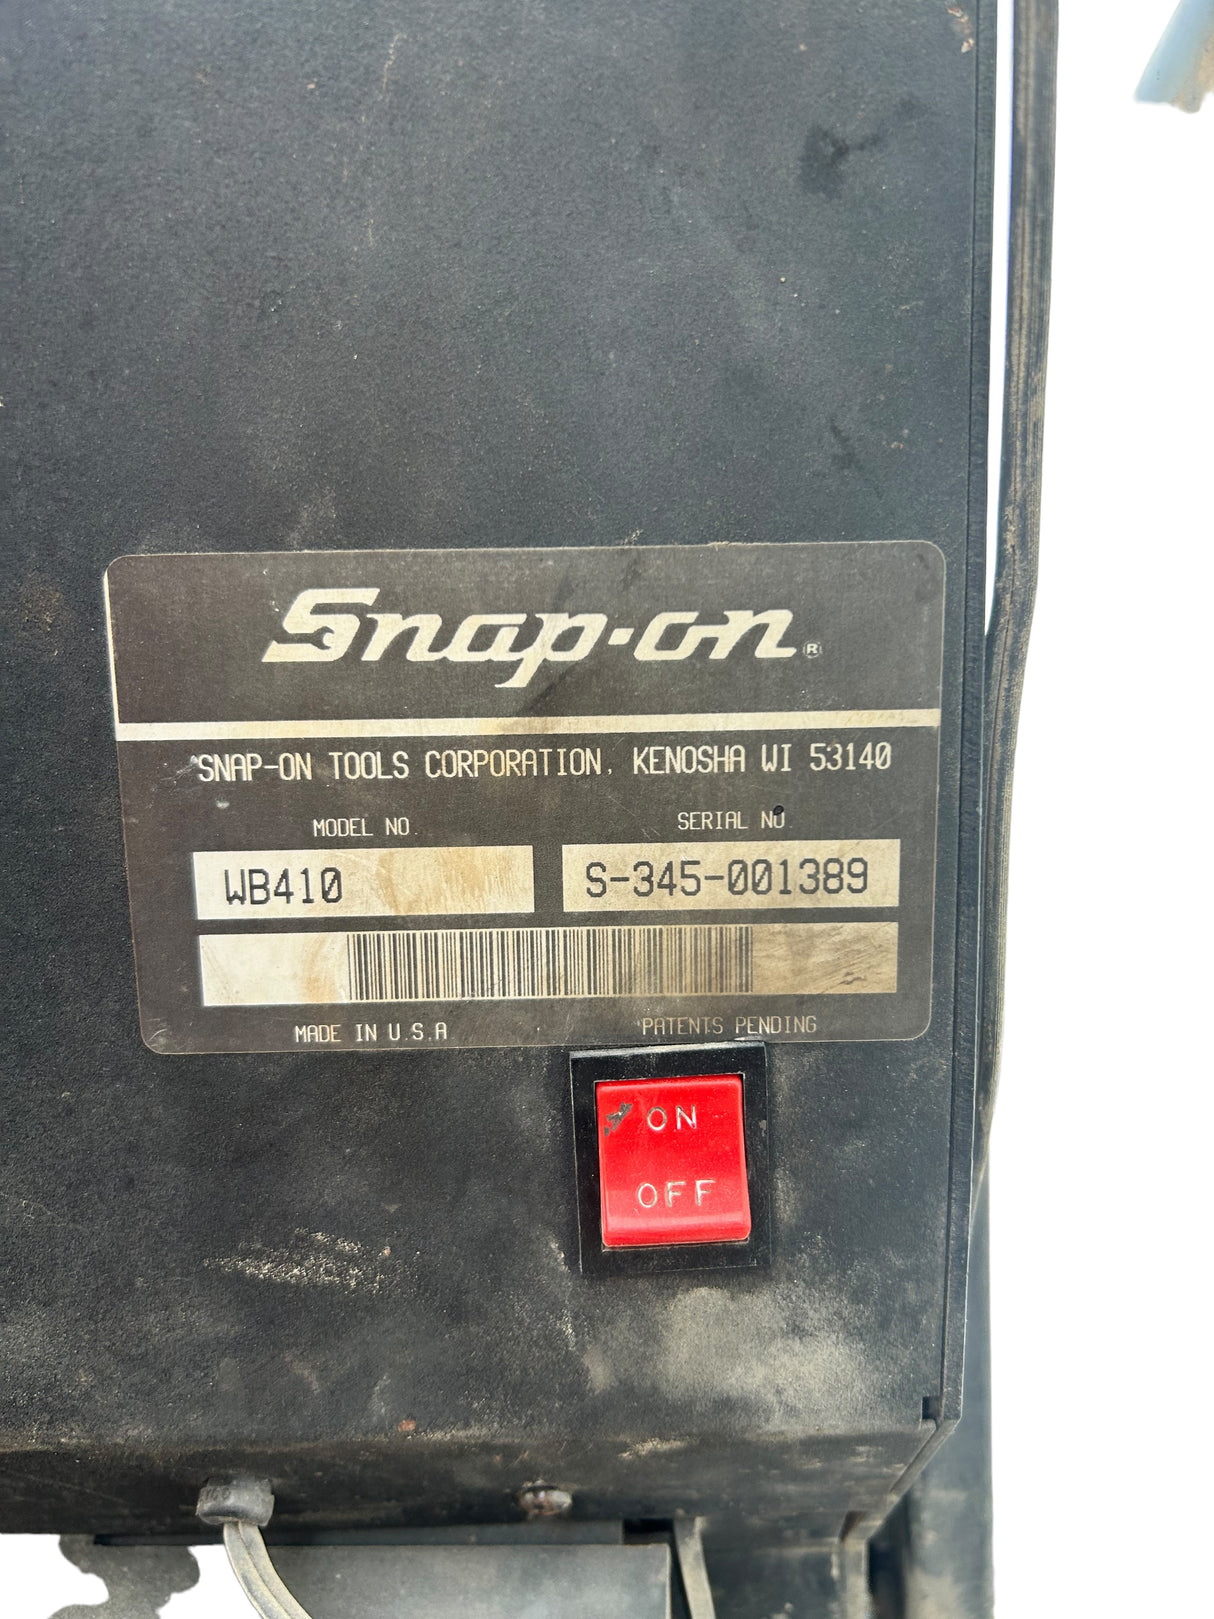 Snap-on®
SNAP-ON TOOLS CORPORATION, KENOSHA WI 53140
MODEL NO. SERIAL NO.
WB410 S-345-001389
MADE IN U.S.A PATENTS PENDING
ON
OFF